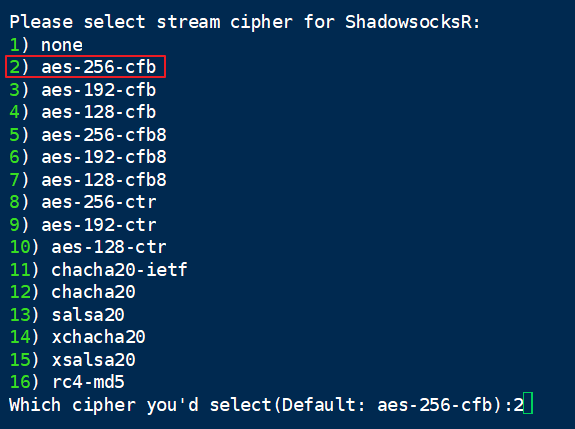 Please select stream cipher for ShadowsocksR:
1) none
2) aes-256-cfb
3) aes-192-cfb
4) aes-128-cfb
5) aes-256-cfb8
6) aes-192-cfb8
7) aes-128-cfb8
8) aes-256-ctr
9) aes-192-ctr
10) aes-128-ctr
11) chacha20-ietf
12) chacha20
13) salsa20
14) xchacha20
15) xsalsa20
16) rc4-md5
Which cipher you'd select(Default: aes-256-cfb):2